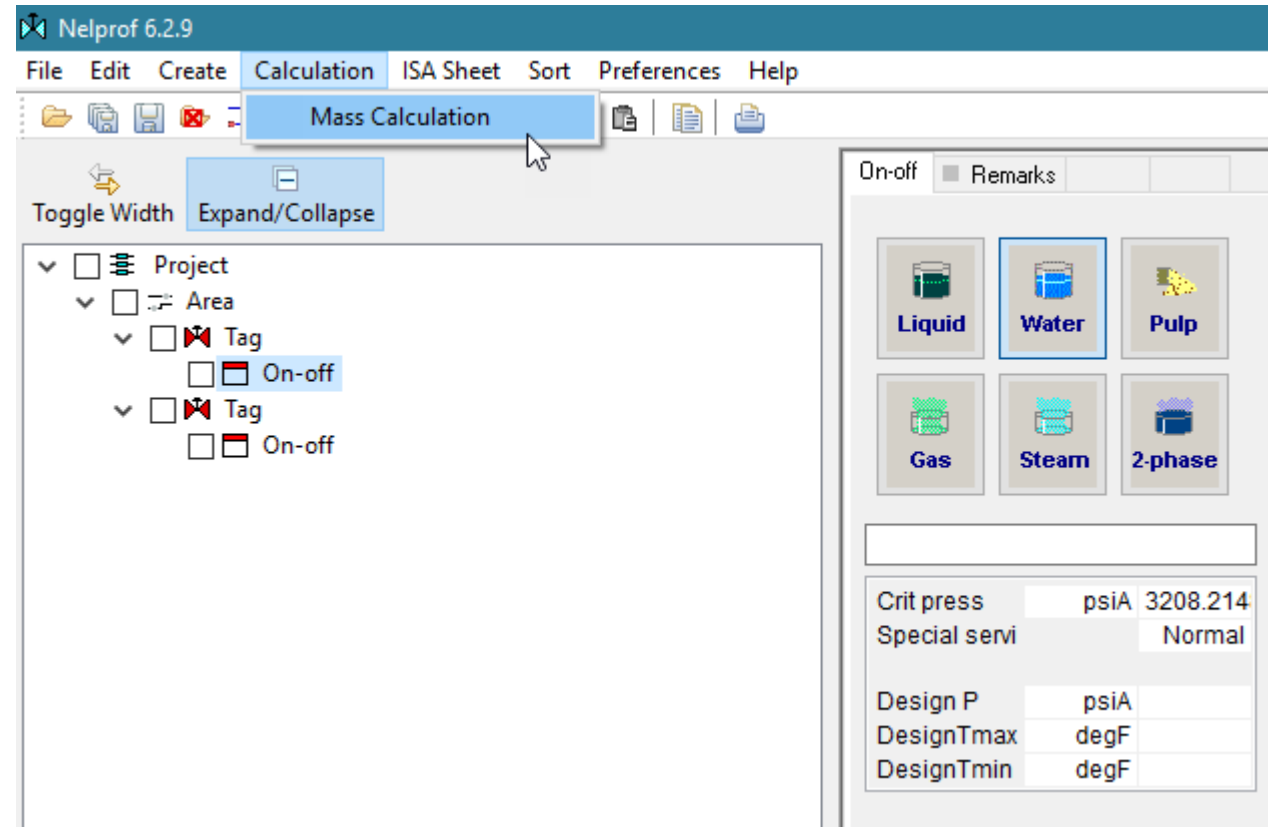 Nelprof 6.2.9
File Edit Create Calculation ISA Sheet Sort Preferences Help
Mass Calculation
Toggle Width Expand/Collapse
Project
Area
Tag
On-off
Tag
On-off
On-off Remarks
Liquid Water Pulp
Gas Steam 2-phase
Crit press psiA 3208.214
Special servi Normal
Design P psiA
DesignTmax degF
DesignTmin degF